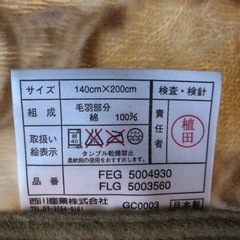 サイズ 140cm×200cm 検査・検針
組成 毛羽部分
綿 100% 責任者 植田
取扱い絵表示 40
タンブル乾燥禁止
品番 FEG 5004930
FLG 5003560
西川産業株式会社 GC0003 日本製